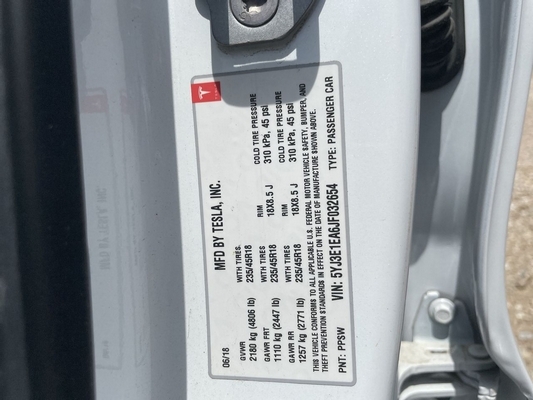 MFD BY TESLA, INC.
06/18
GVWR
2180 kg (4806 lb)
GAWR FRT WITH TIRES. RIM COLD TIRE PRESSURE
1110 kg (2447 lb) 235/45R18 18X8.5 J 310 kPa, 45 psi
GAWR RR WITH TIRES. RIM COLD TIRE PRESSURE
1257 kg (2771 lb) 235/45R18 18X8.5 J 310 kPa, 45 psi
THIS VEHICLE CONFORMS TO ALL APPLICABLE U.S. FEDERAL MOTOR VEHICLE SAFETY, BUMPER, AND
THEFT PREVENTION STANDARDS IN EFFECT ON THE DATE OF MANUFACTURE SHOWN ABOVE.
PNT: PPSW VIN: 5YJ3E1EA6JF032654 TYPE: PASSENGER CAR